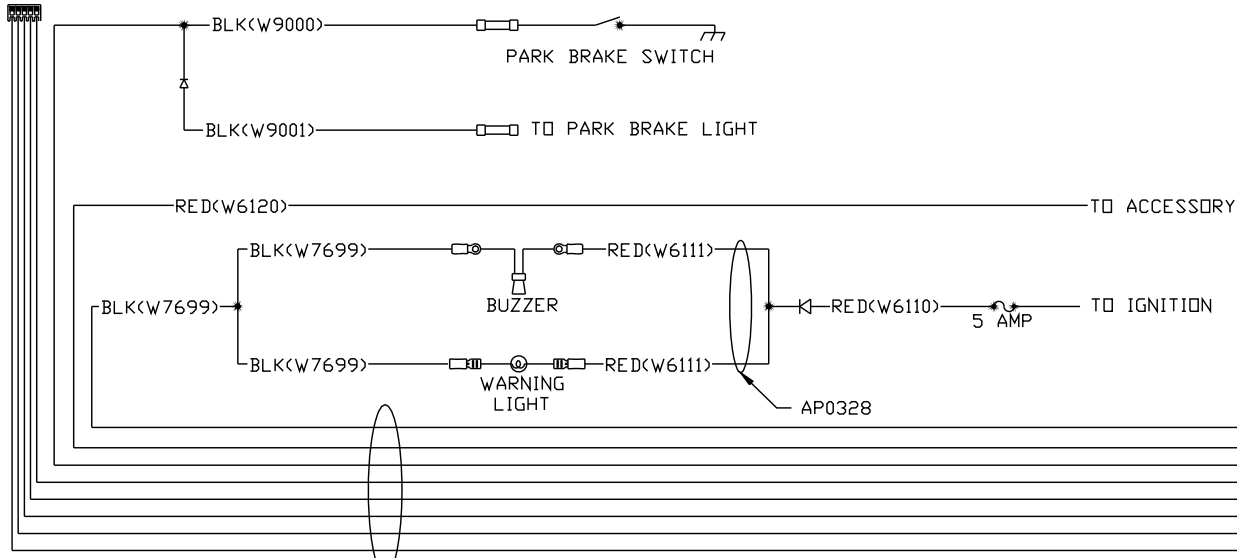 BLK(W9000)
PARK BRAKE SWITCH
BLK(W9001)
TO PARK BRAKE LIGHT
RED(W6120)
TO ACCESSORY
BLK(W7699)
RED(W6111)
BUZZER
BLK(W7699)
RED(W6110)
5 AMP
TO IGNITION
BLK(W7699)
RED(W6111)
WARNING
LIGHT
AP0328